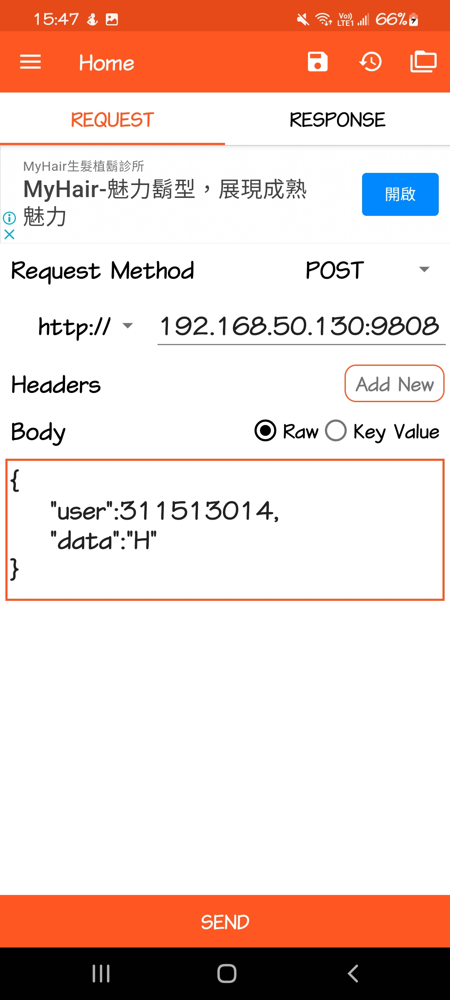 15:47
Vo)) LTE1 66%
Home
REQUEST
RESPONSE
MyHair生髮植鬍診所
MyHair-魅力鬍型，展現成熟
魅力
開啟
Request Method
POST
http://
192.168.50.130:9808
Headers
Add New
Body
Raw
Key Value
{
"user":311513014,
"data":"H"
}
SEND